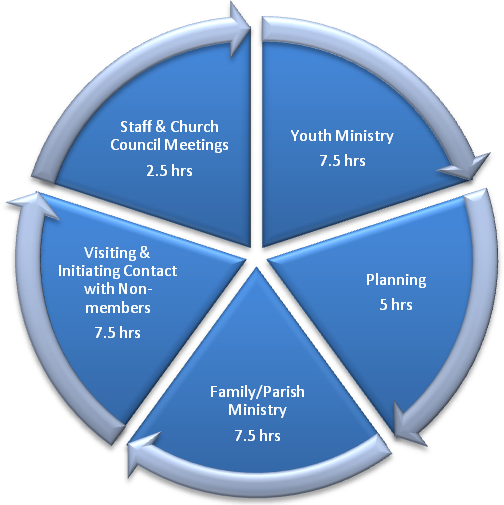 Youth Ministry
7.5 hrs
Planning
5 hrs
Family/Parish
Ministry
7.5 hrs
Visiting &
Initiating Contact
with Non-
members
7.5 hrs
Staff & Church
Council Meetings
2.5 hrs